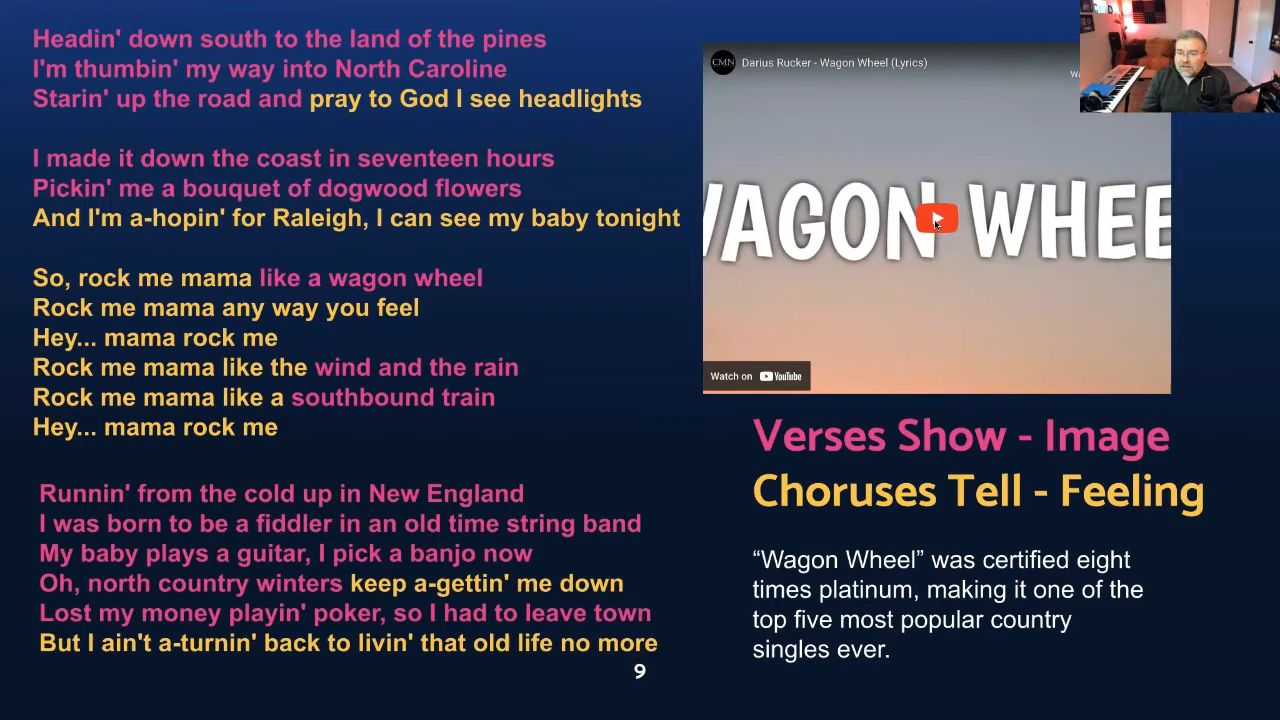 Headin' down south to the land of the pines
I'm thumbin' my way into North Caroline
Starin' up the road and pray to God I see headlights
I made it down the coast in seventeen hours
Pickin' me a bouquet of dogwood flowers
And I'm a-hopin' for Raleigh, I can see my baby tonight
So, rock me mama like a wagon wheel
Rock me mama any way you feel
Hey... mama rock me
Rock me mama like the wind and the rain
Rock me mama like a southbound train
Hey... mama rock me
Runnin' from the cold up in New England
I was born to be a fiddler in an old time string band
My baby plays a guitar, I pick a banjo now
Oh, north country winters keep a-gettin' me down
Lost my money playin' poker, so I had to leave town
But I ain't a-turnin' back to livin' that old life no more
9
CMN
Darius Rucker - Wagon Wheel (Lyrics)
Wa
WAGON WHEE
Watch on YouTube
Verses Show - Image
Choruses Tell - Feeling
“Wagon Wheel” was certified eight
times platinum, making it one of the
top five most popular country
singles ever.